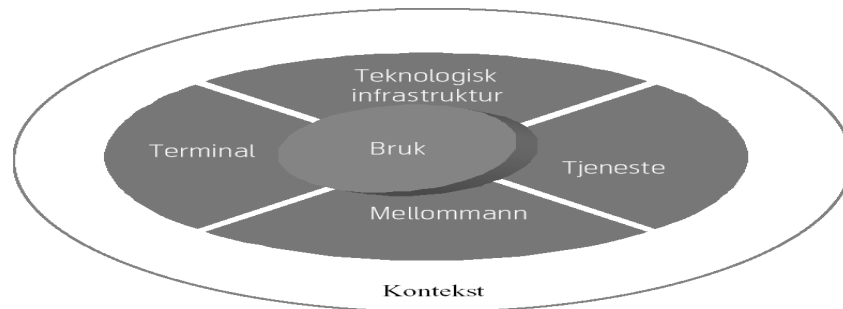 Teknologisk
infrastruktur
Terminal
Bruk
Tjeneste
Mellommann
Kontekst